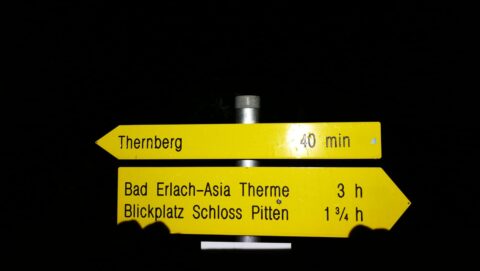 Thernberg 40 min
Bad Erlach-Asia Therme 3 h
Blickplatz Schloss Pitten 1 ¾ h